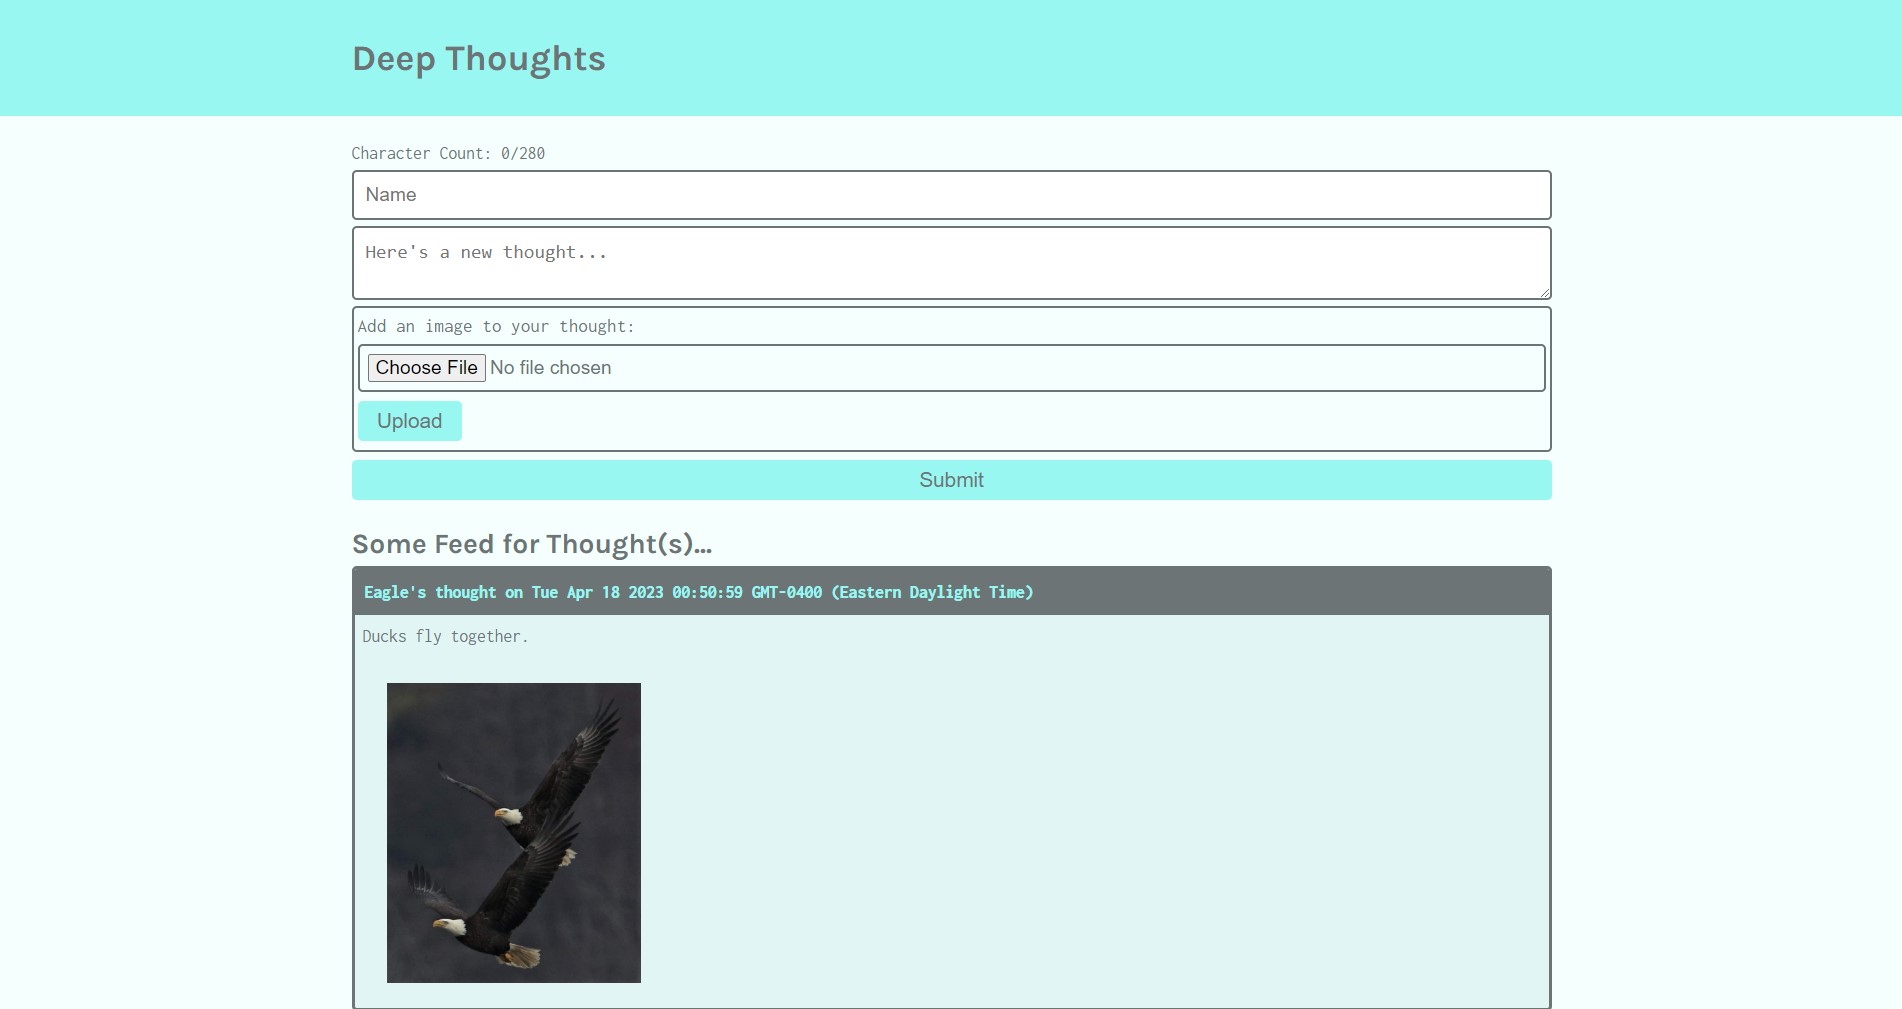 Deep Thoughts
Character Count: 0/280
Name
Here's a new thought...
Add an image to your thought:
Choose File No file chosen
Upload
Submit
Some Feed for Thought(s)...
Eagle's thought on Tue Apr 18 2023 00:50:59 GMT-0400 (Eastern Daylight Time)
Ducks fly together.